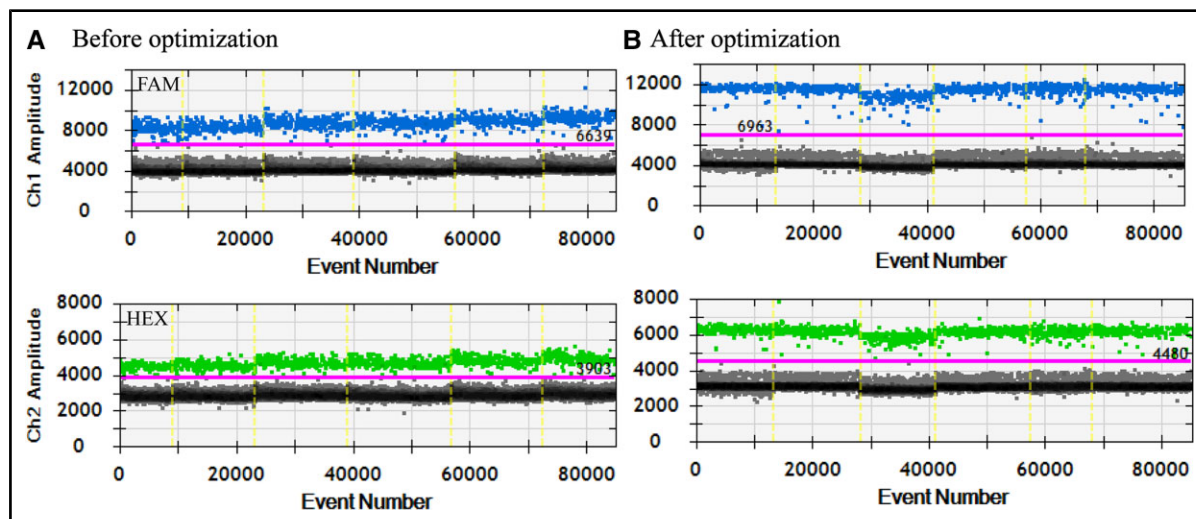 A Before optimization
12000
8000
4000
0
Ch1 Amplitude
FAM
6639
0 20000 40000 60000 80000
Event Number
8000
6000
4000
2000
0
Ch2 Amplitude
HEX
3903
0 20000 40000 60000 80000
Event Number
B After optimization
12000
8000
4000
0
6963
0 20000 40000 60000 80000
Event Number
8000
6000
4000
2000
0
4480
0 20000 40000 60000 80000
Event Number